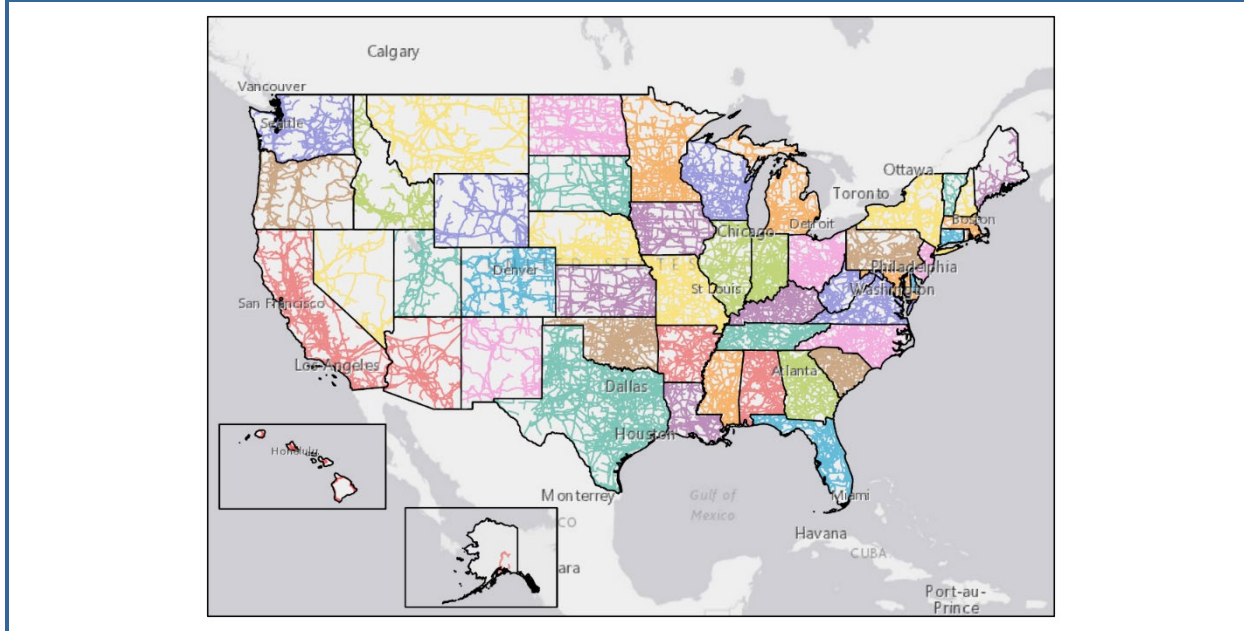 Calgary
Vancouver
Seattle
Ottawa
Toronto
Boston
Detroit
Chicago
Philadelphia
Denver
St Louis
Washington
San Francisco
Los Angeles
Atlanta
Dallas
Houston
Honolulu
Monterrey
Miami
Gulf of
Mexico
Havana
CUBA
Port-au-
Prince